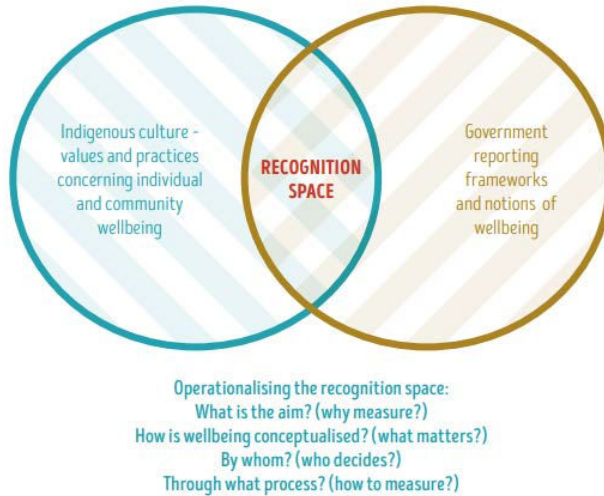 Indigenous culture -
values and practices
concerning individual
and community
wellbeing
RECOGNITION
SPACE
Government
reporting
frameworks
and notions of
wellbeing
Operationalising the recognition space:
What is the aim? (why measure?)
How is wellbeing conceptualised? (what matters?)
By whom? (who decides?)
Through what process? (how to measure?)